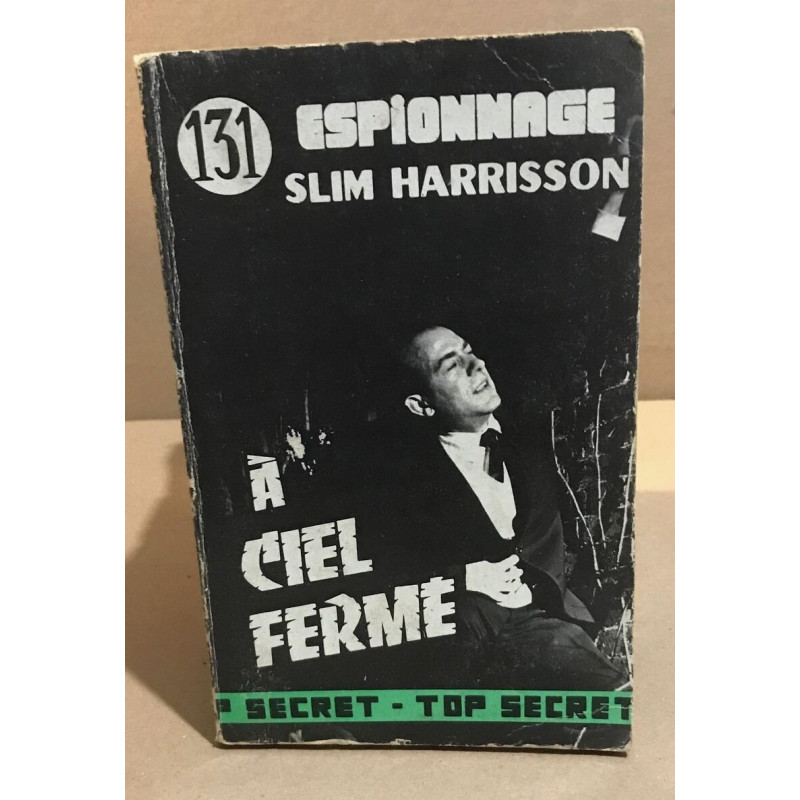 131
ESPIONNAGE
SLIM HARRISSON
À
CIEL
FERMÉ
P SECRET - TOP SECRET